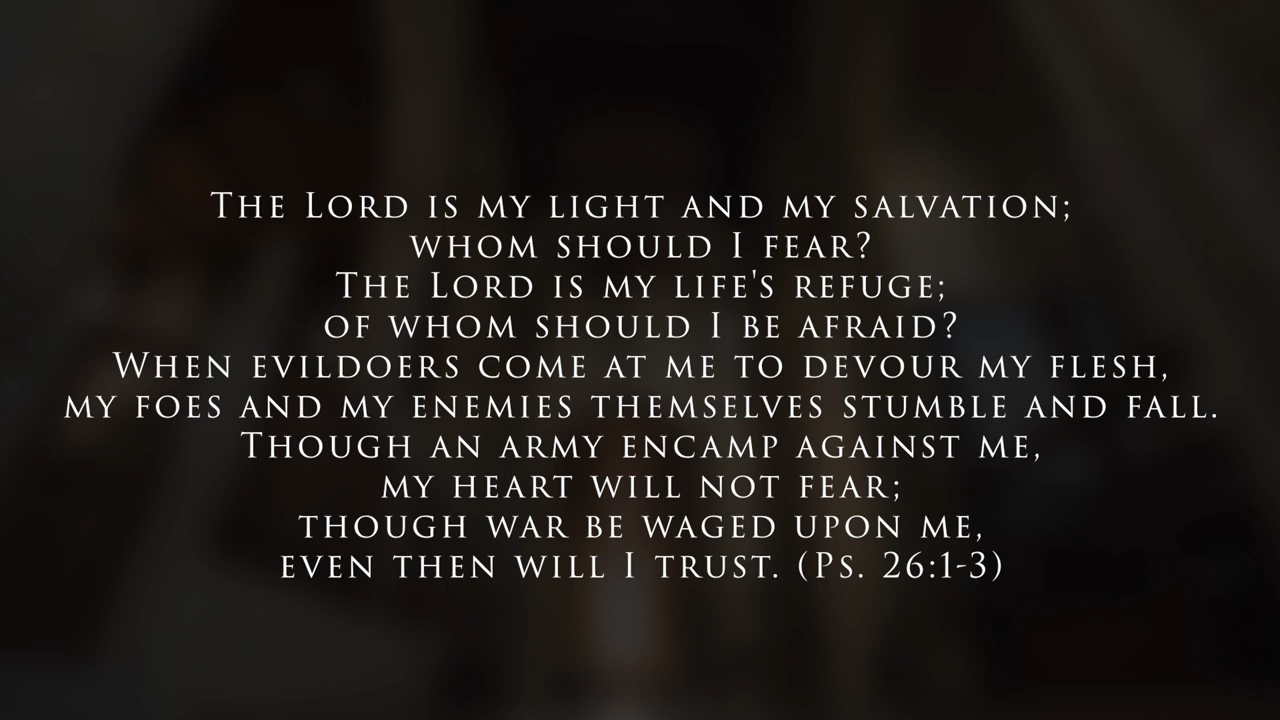 The Lord is my light and my salvation;
whom should I fear?
The Lord is my life's refuge;
of whom should I be afraid?
When evildoers come at me to devour my flesh,
my foes and my enemies themselves stumble and fall.
Though an army encamp against me,
my heart will not fear;
though war be waged upon me,
even then will I trust. (Ps. 26:1-3)